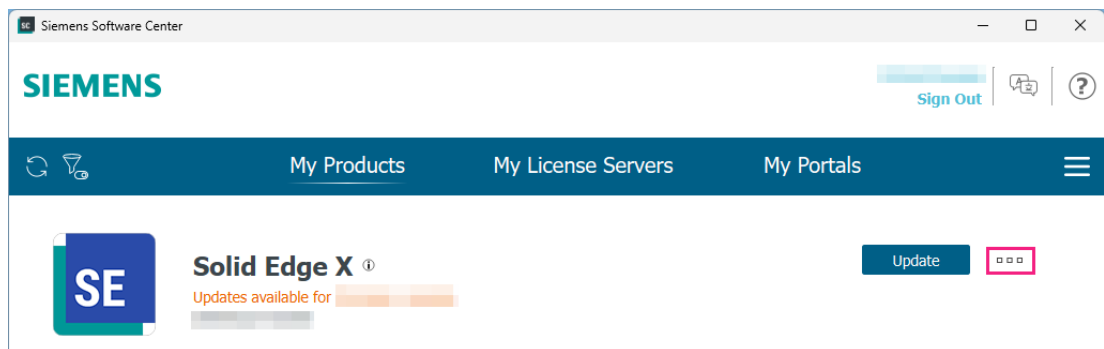 sc Siemens Software Center
SIEMENS
Sign Out
My Products My License Servers My Portals
SE
Solid Edge X
Update
Updates available for